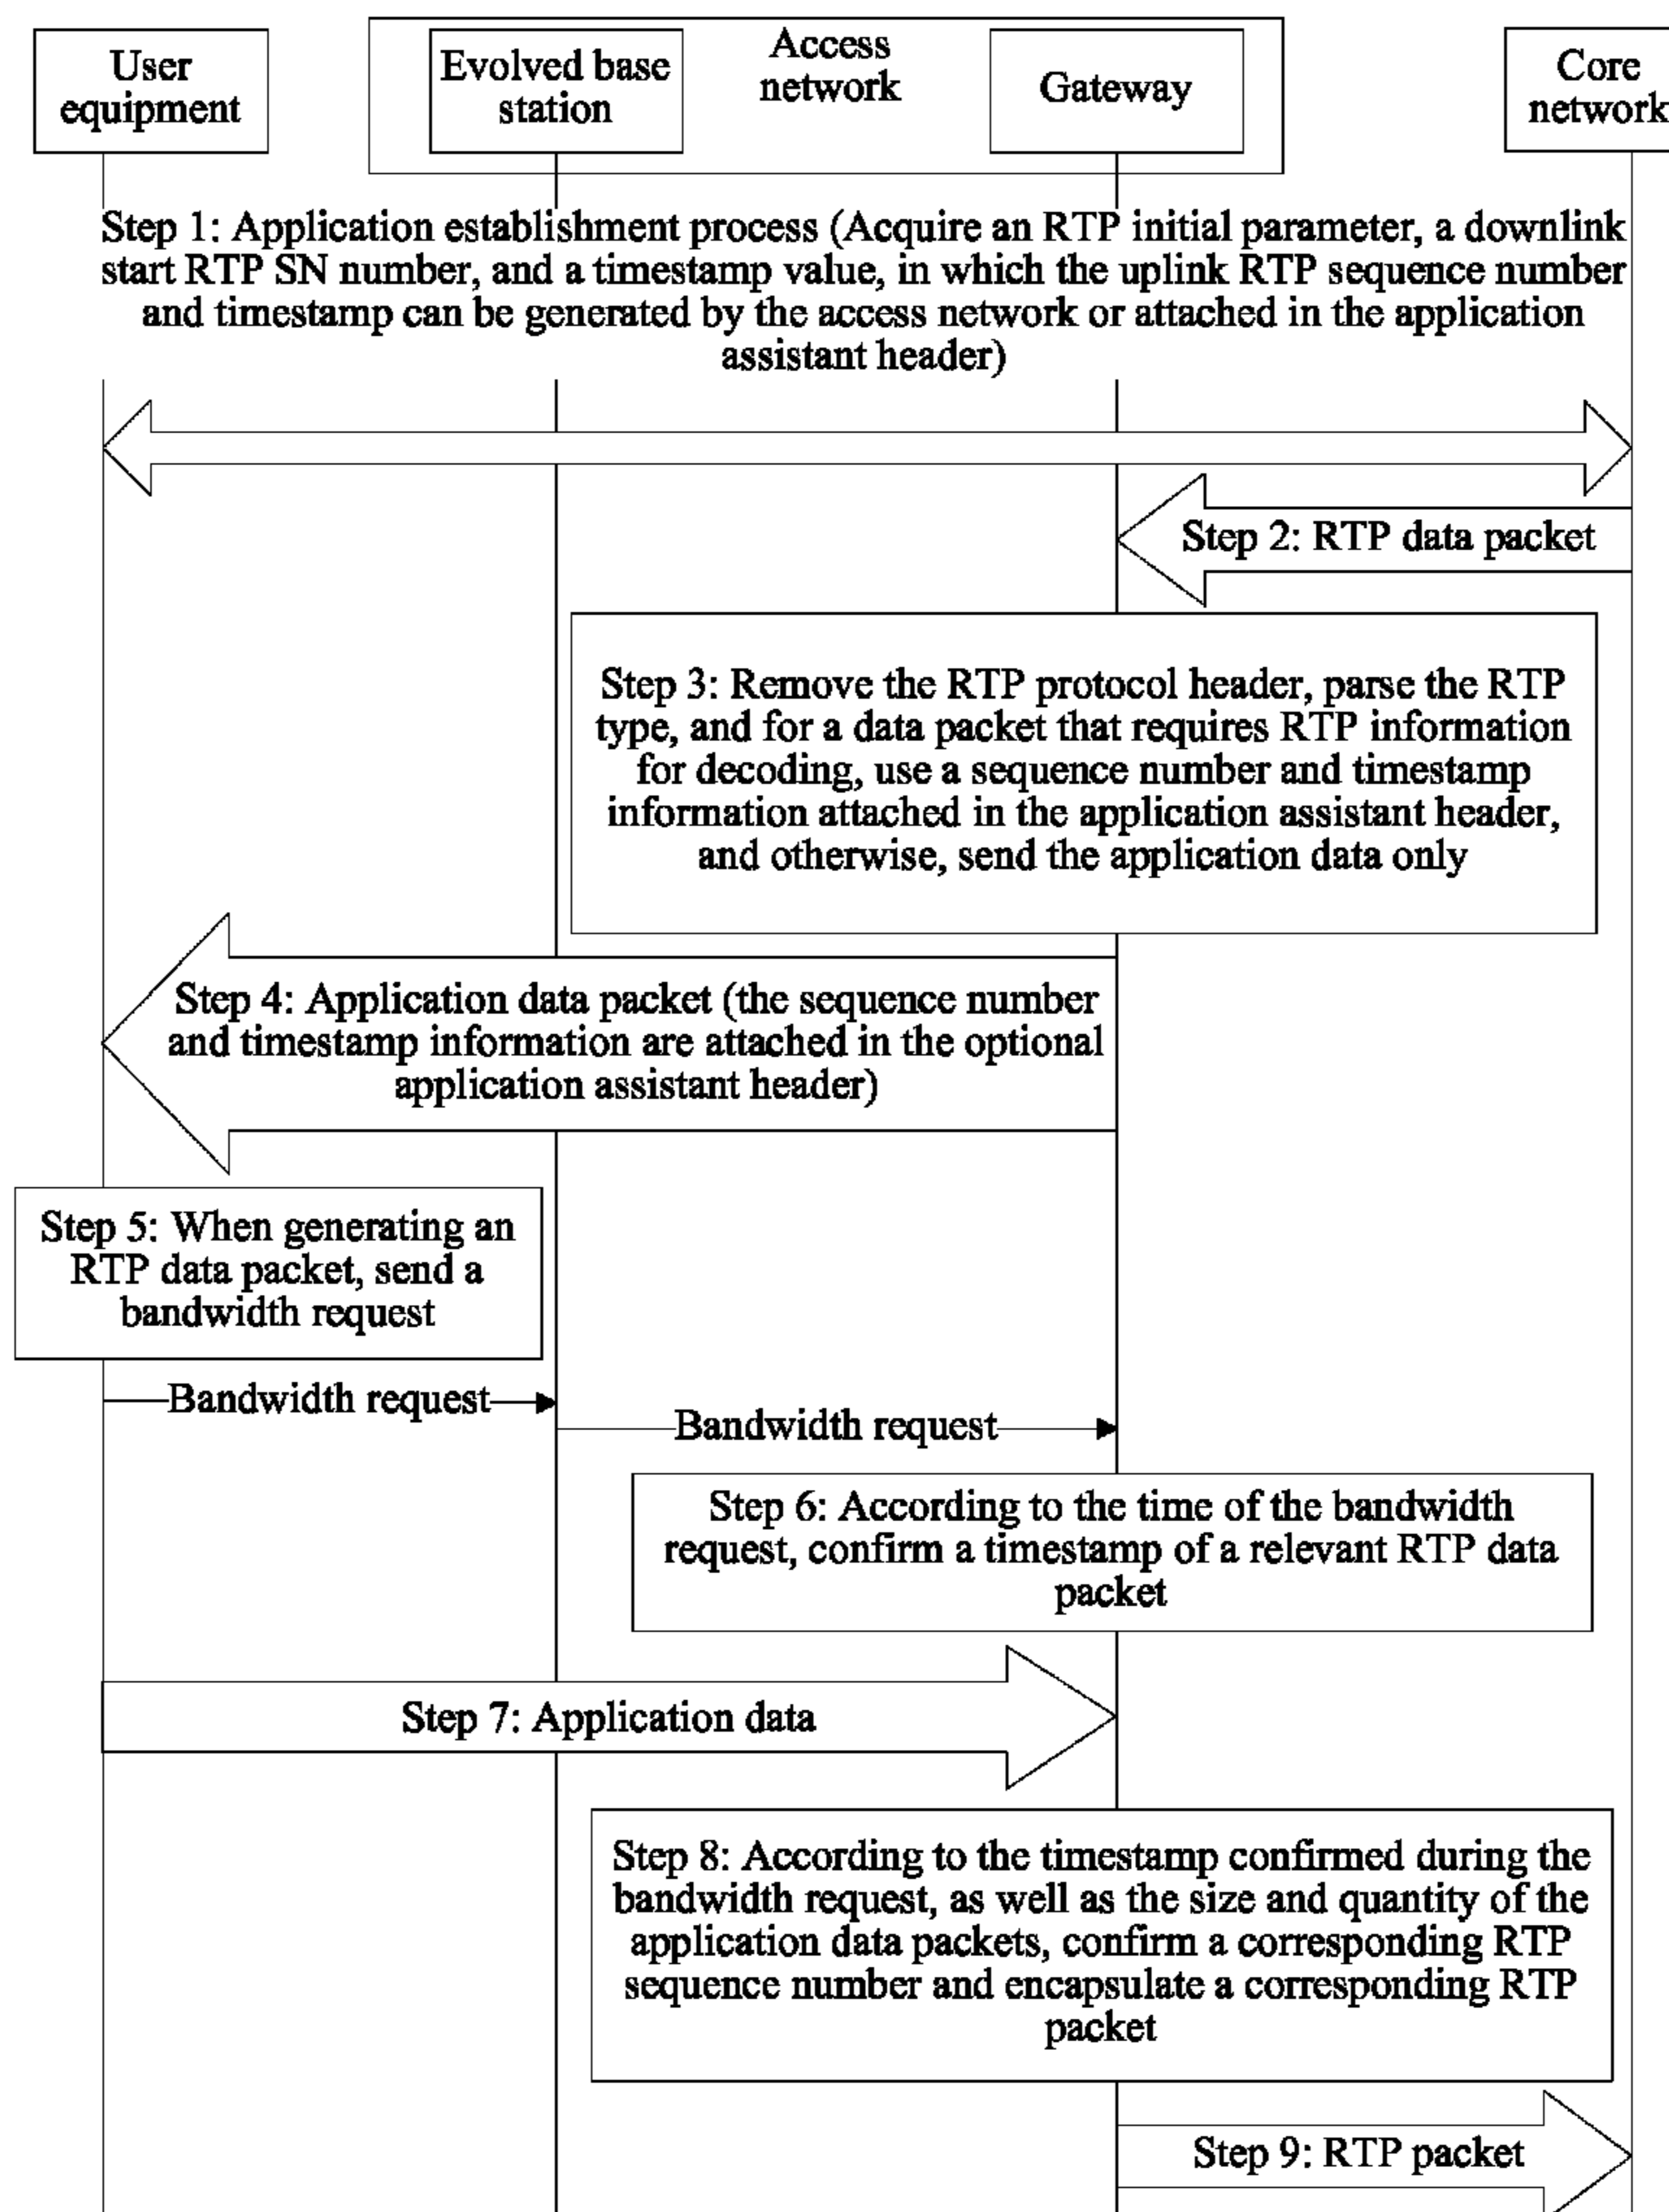 User
equipment
Evolved base
station
Access
network
Gateway
Core
network
Step 1: Application establishment process (Acquire an RTP initial parameter, a downlink
start RTP SN number, and a timestamp value, in which the uplink RTP sequence number
and timestamp can be generated by the access network or attached in the application
assistant header)
Step 2: RTP data packet
Step 3: Remove the RTP protocol header, parse the RTP
type, and for a data packet that requires RTP information
for decoding, use a sequence number and timestamp
information attached in the application assistant header,
and otherwise, send the application data only
Step 4: Application data packet (the sequence number
and timestamp information are attached in the optional
application assistant header)
Step 5: When generating an
RTP data packet, send a
bandwidth request
Bandwidth request
Bandwidth request
Step 6: According to the time of the bandwidth
request, confirm a timestamp of a relevant RTP data
packet
Step 7: Application data
Step 8: According to the timestamp confirmed during the
bandwidth request, as well as the size and quantity of the
application data packets, confirm a corresponding RTP
sequence number and encapsulate a corresponding RTP
packet
Step 9: RTP packet